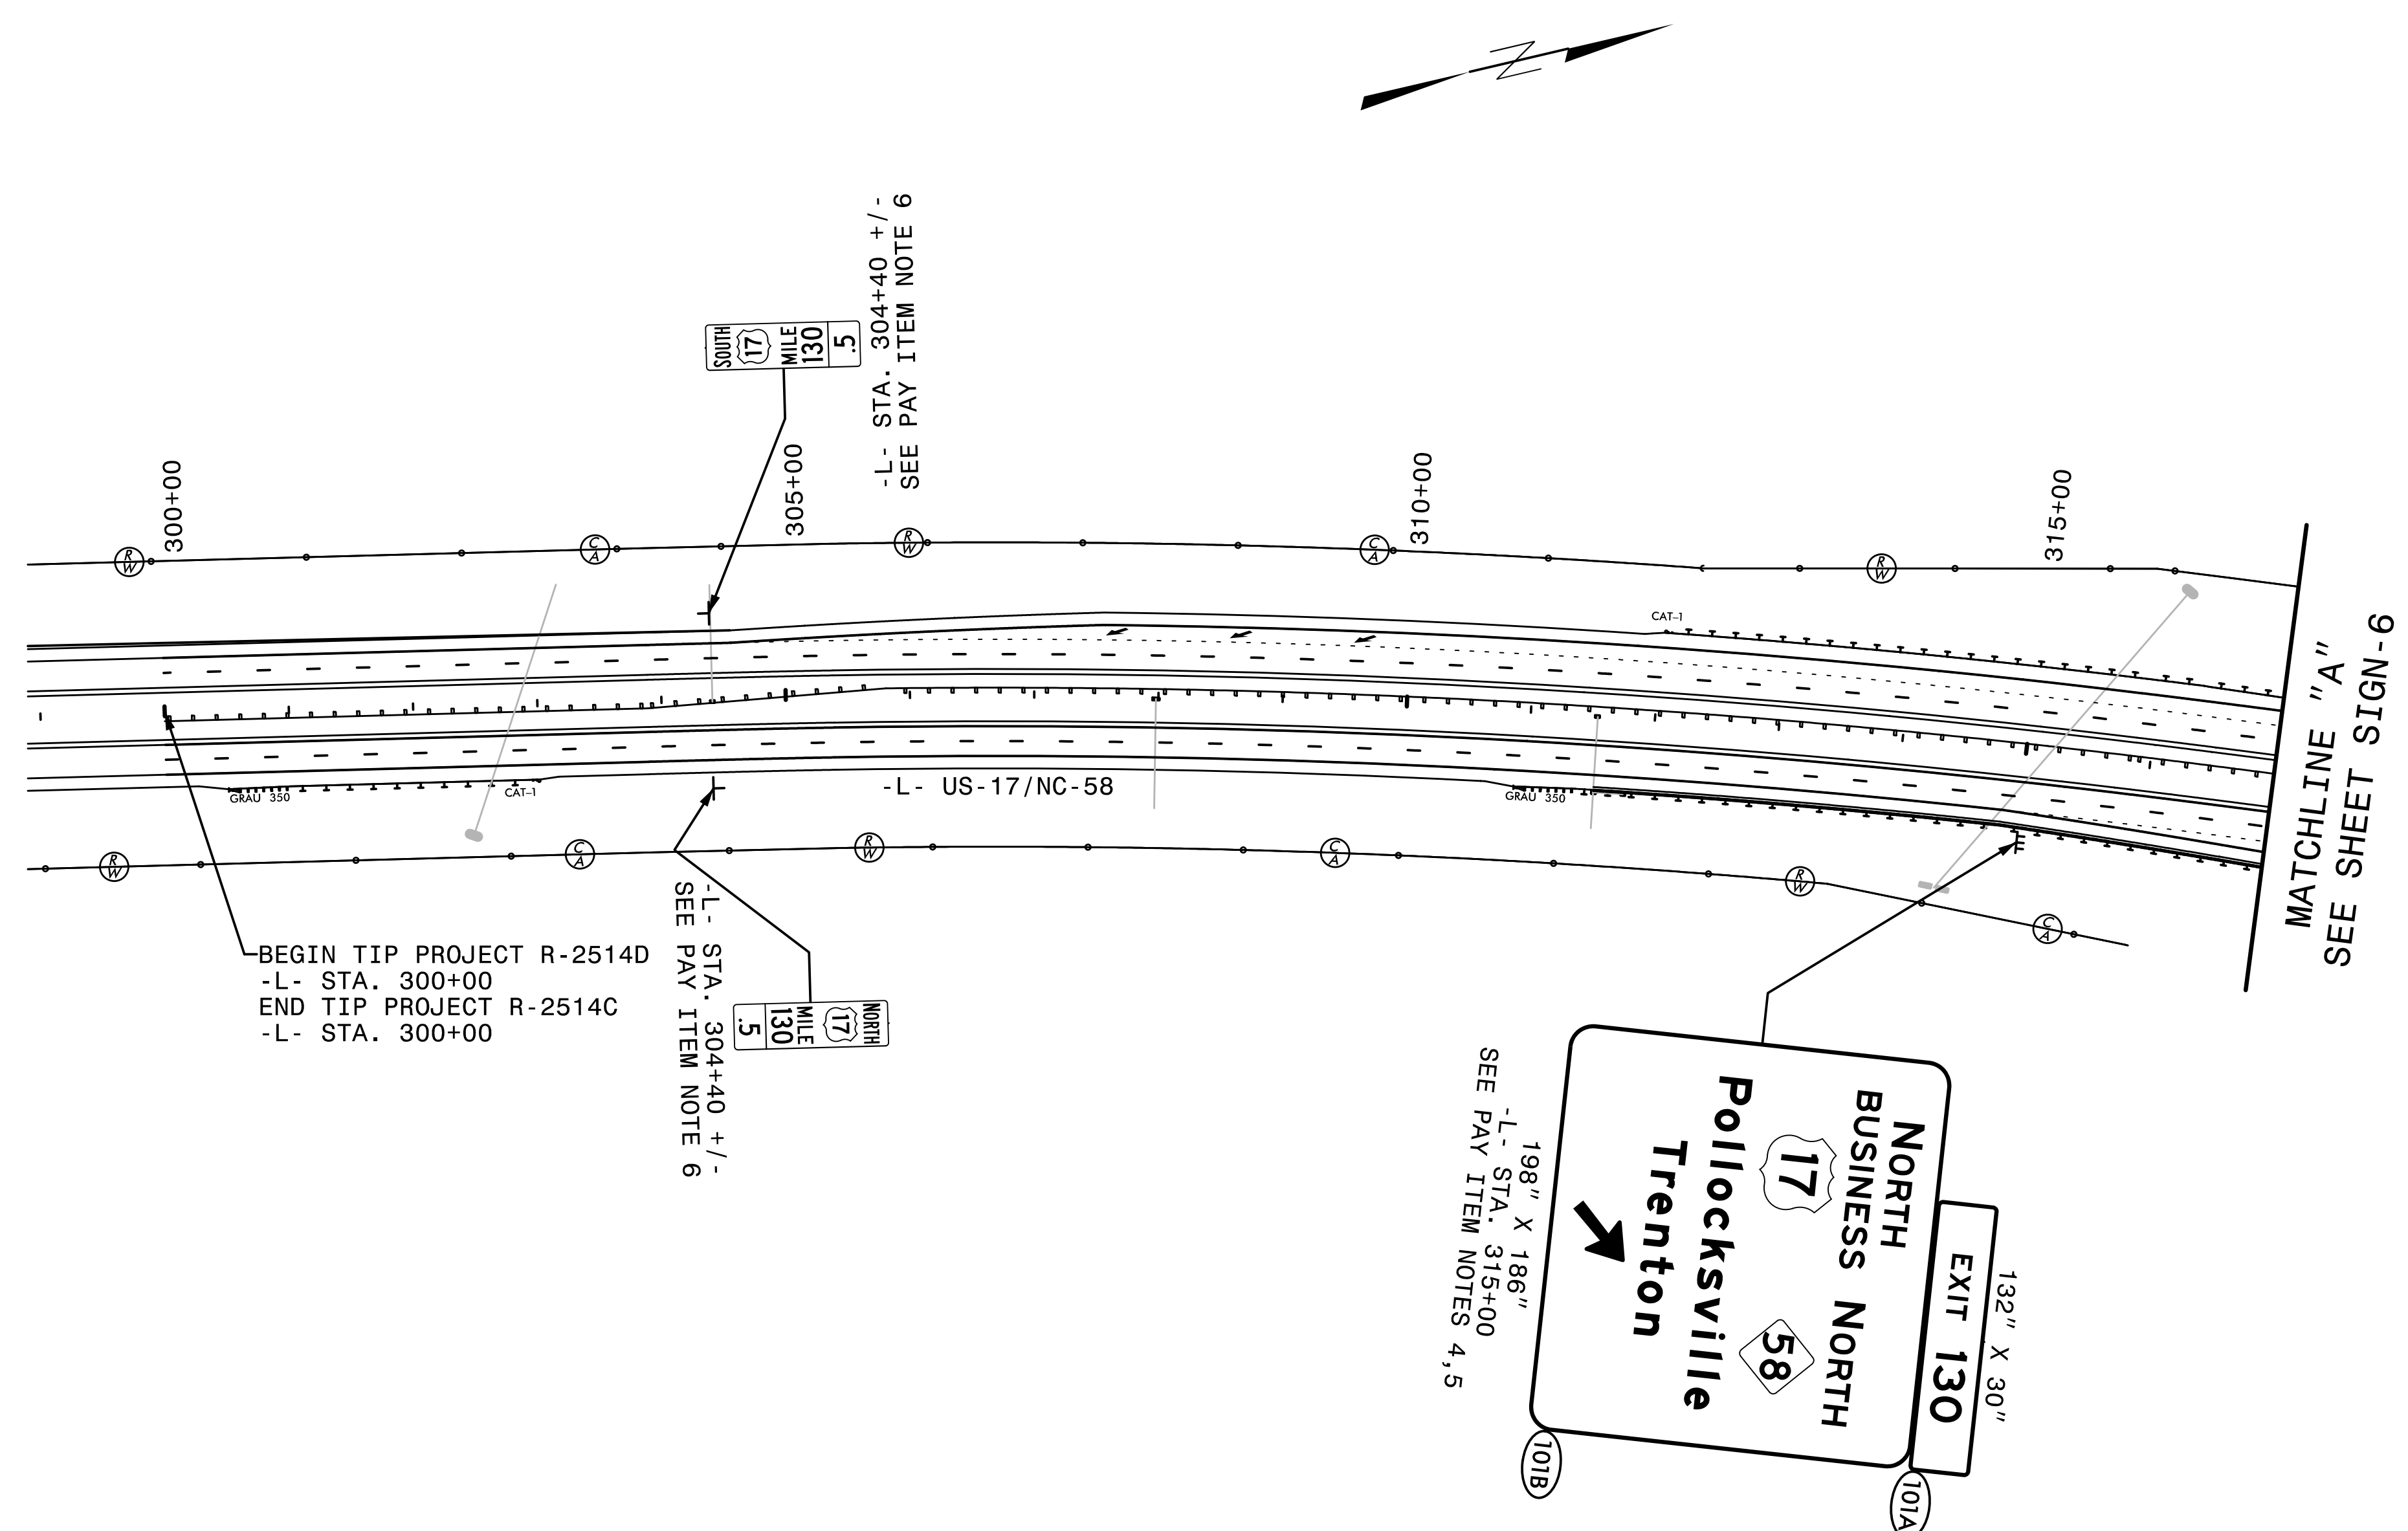 N
-L- STA. 304+40 +/-
SEE PAY ITEM NOTE 6
SOUTH
17
MILE
130
.5
300+00
305+00
310+00
315+00
R/W
C/A
R/W
C/A
R/W
CAT-1
MATCHLINE "A"
SEE SHEET SIGN-6
GRAU 350
CAT-1
-L- US-17/NC-58
GRAU 350
R/W
C/A
R/W
C/A
R/W
C/A
BEGIN TIP PROJECT R-2514D
-L- STA. 300+00
END TIP PROJECT R-2514C
-L- STA. 300+00
-L- STA. 304+40 +/-
SEE PAY ITEM NOTE 6
NORTH
17
MILE
130
.5
132" X 30"
EXIT 130
NORTH
BUSINESS NORTH
17 58
Pollocksville
Trenton
198" X 186"
-L- STA. 315+00
SEE PAY ITEM NOTES 4,5
101B
101A